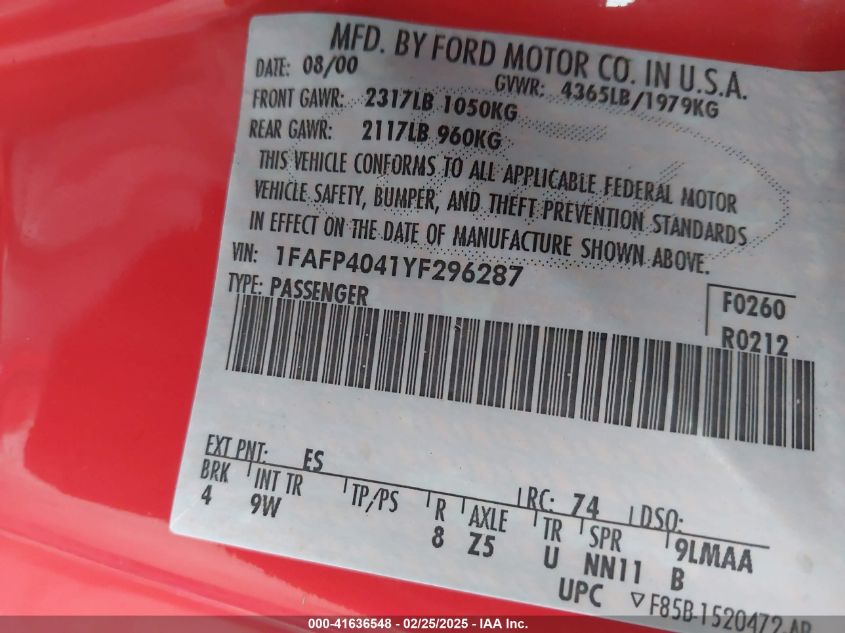 MFD. BY FORD MOTOR CO. IN U.S.A.
DATE: 08/00 GVWR: 4365LB/1979KG
FRONT GAWR: 2317LB 1050KG
REAR GAWR: 2117LB 960KG
THIS VEHICLE CONFORMS TO ALL APPLICABLE FEDERAL MOTOR
VEHICLE SAFETY, BUMPER, AND THEFT PREVENTION STANDARDS
IN EFFECT ON THE DATE OF MANUFACTURE SHOWN ABOVE.
VIN: 1FAFP4041YF296287
TYPE: PASSENGER
F0260
R0212
EXT PNT: ES RC: 74 DSO:
BRK INT TR TP/PS R AXLE TR SPR 9LMAA
4 9W 8 Z5 U NN11 B
UPC ▽F85B-1520472-AB
000-41636548 — 02/25/2025 — IAA Inc.